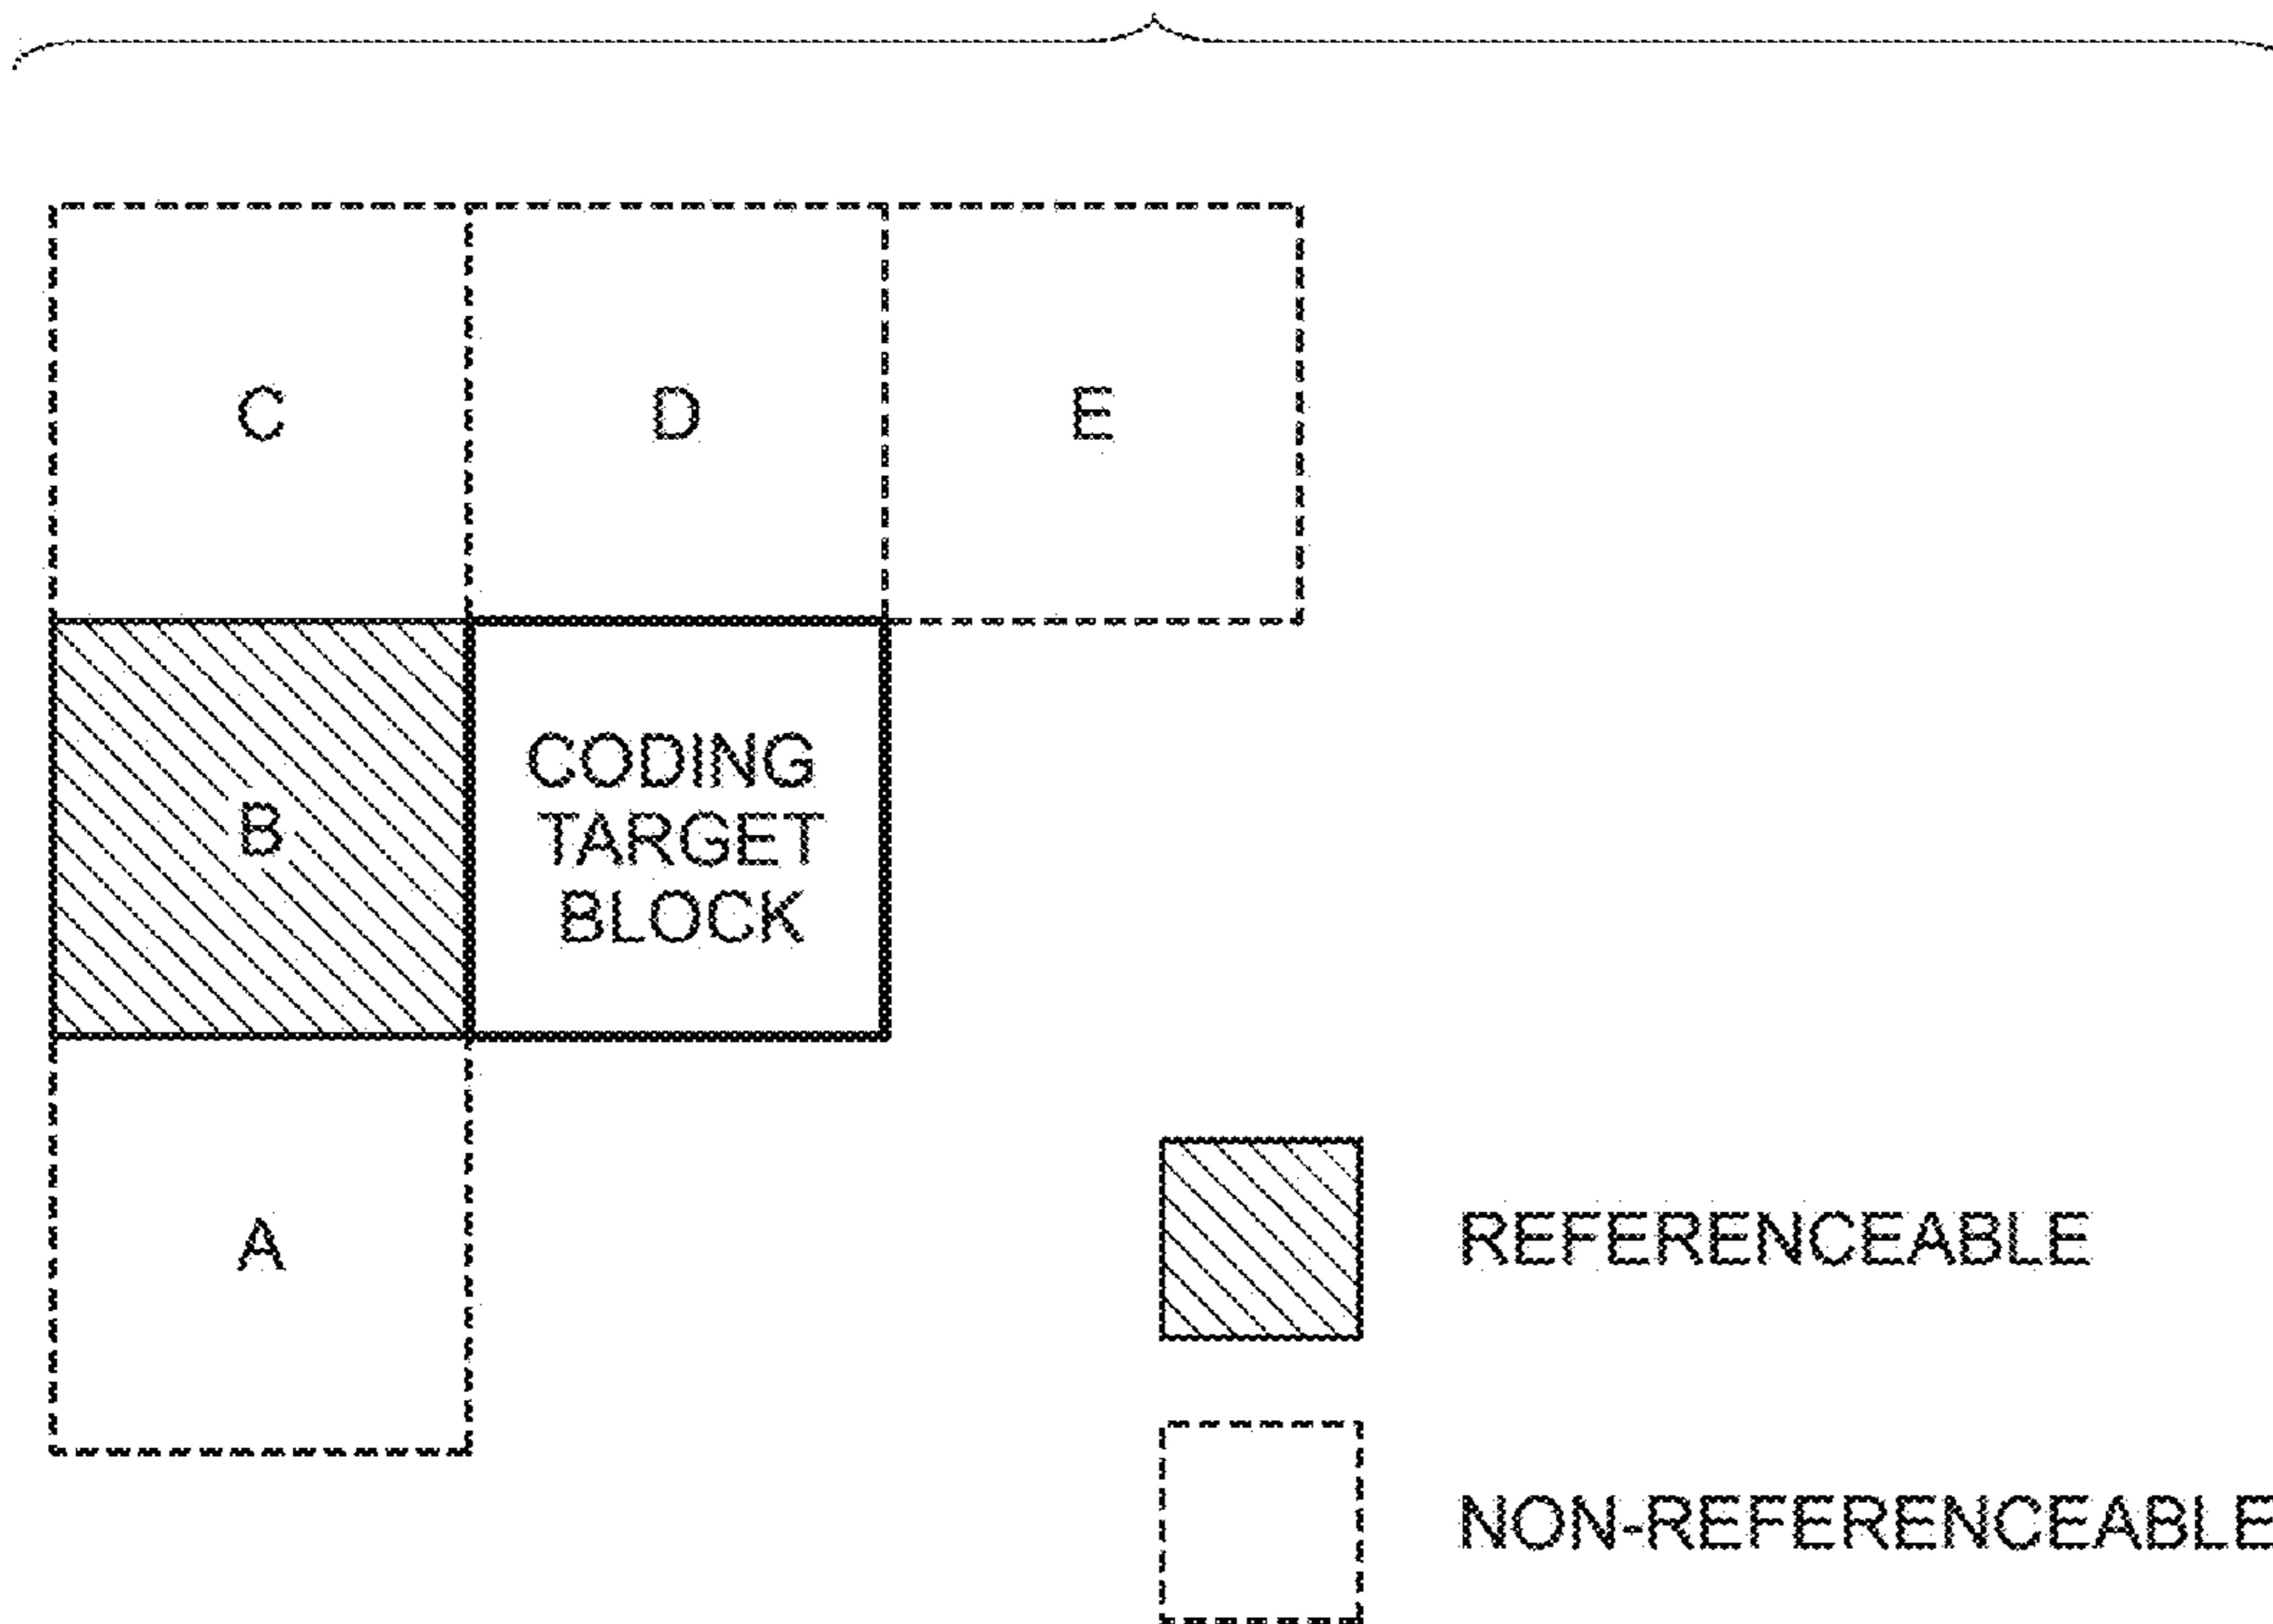 C
D
E
B
CODING
TARGET
BLOCK
A
REFERENCEABLE
NON-REFERENCEABLE